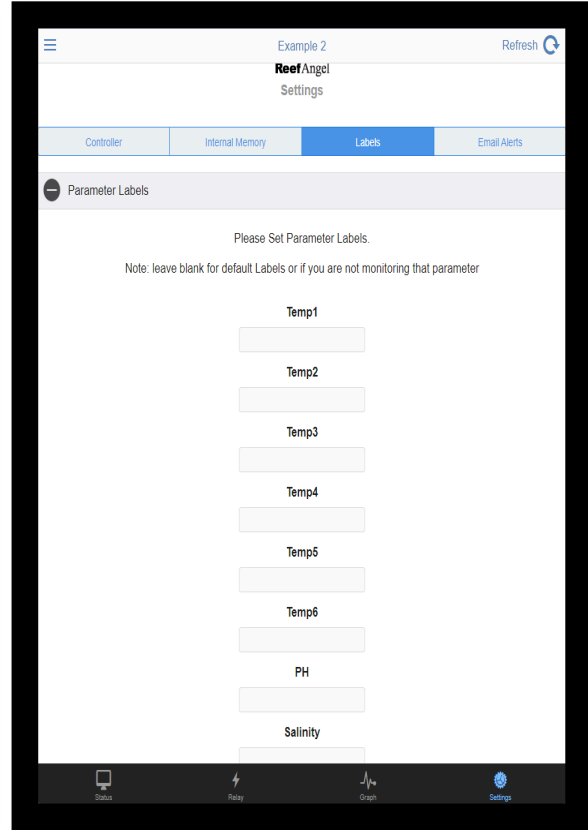 Example 2
Refresh
ReefAngel
Settings
Controller Internal Memory Labels Email Alerts
Parameter Labels
Please Set Parameter Labels.
Note: leave blank for default Labels or if you are not monitoring that parameter
Temp1
Temp2
Temp3
Temp4
Temp5
Temp6
PH
Salinity
Status Relay Graph Settings